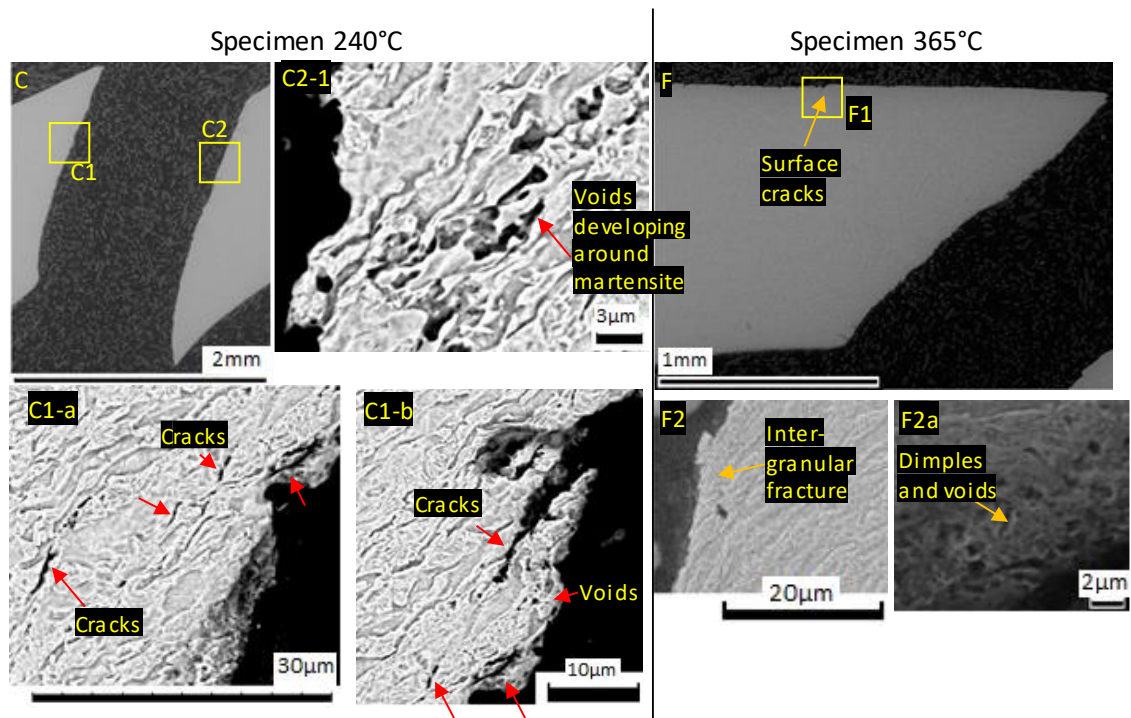 Specimen 240°C
Specimen 365°C
C
C1
C2
2mm
C2-1
Voids
developing
around
martensite
3µm
F
F1
Surface
cracks
1mm
C1-a
Cracks
Cracks
30µm
C1-b
Cracks
Voids
10µm
F2
Inter-
granular
fracture
20µm
F2a
Dimples
and voids
2µm